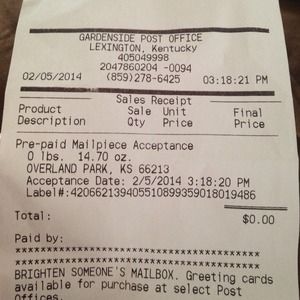 GARDENSIDE POST OFFICE
LEXINGTON, Kentucky
405049998
2047860204 -0094
02/05/2014 (859)278-6425 03:18:21 PM
Sales Receipt
Product Sale Unit Final
Description Qty Price Price
Pre-paid Mailpiece Acceptance
0 lbs. 14.70 oz.
OVERLAND PARK, KS 66213
Acceptance Date: 2/5/2014 3:18:20 PM
Label#:420662139405510899359018019486
Total: $0.00
Paid by:
BRIGHTEN SOMEONE'S MAILBOX. Greeting cards
available for purchase at select Post
Offices.